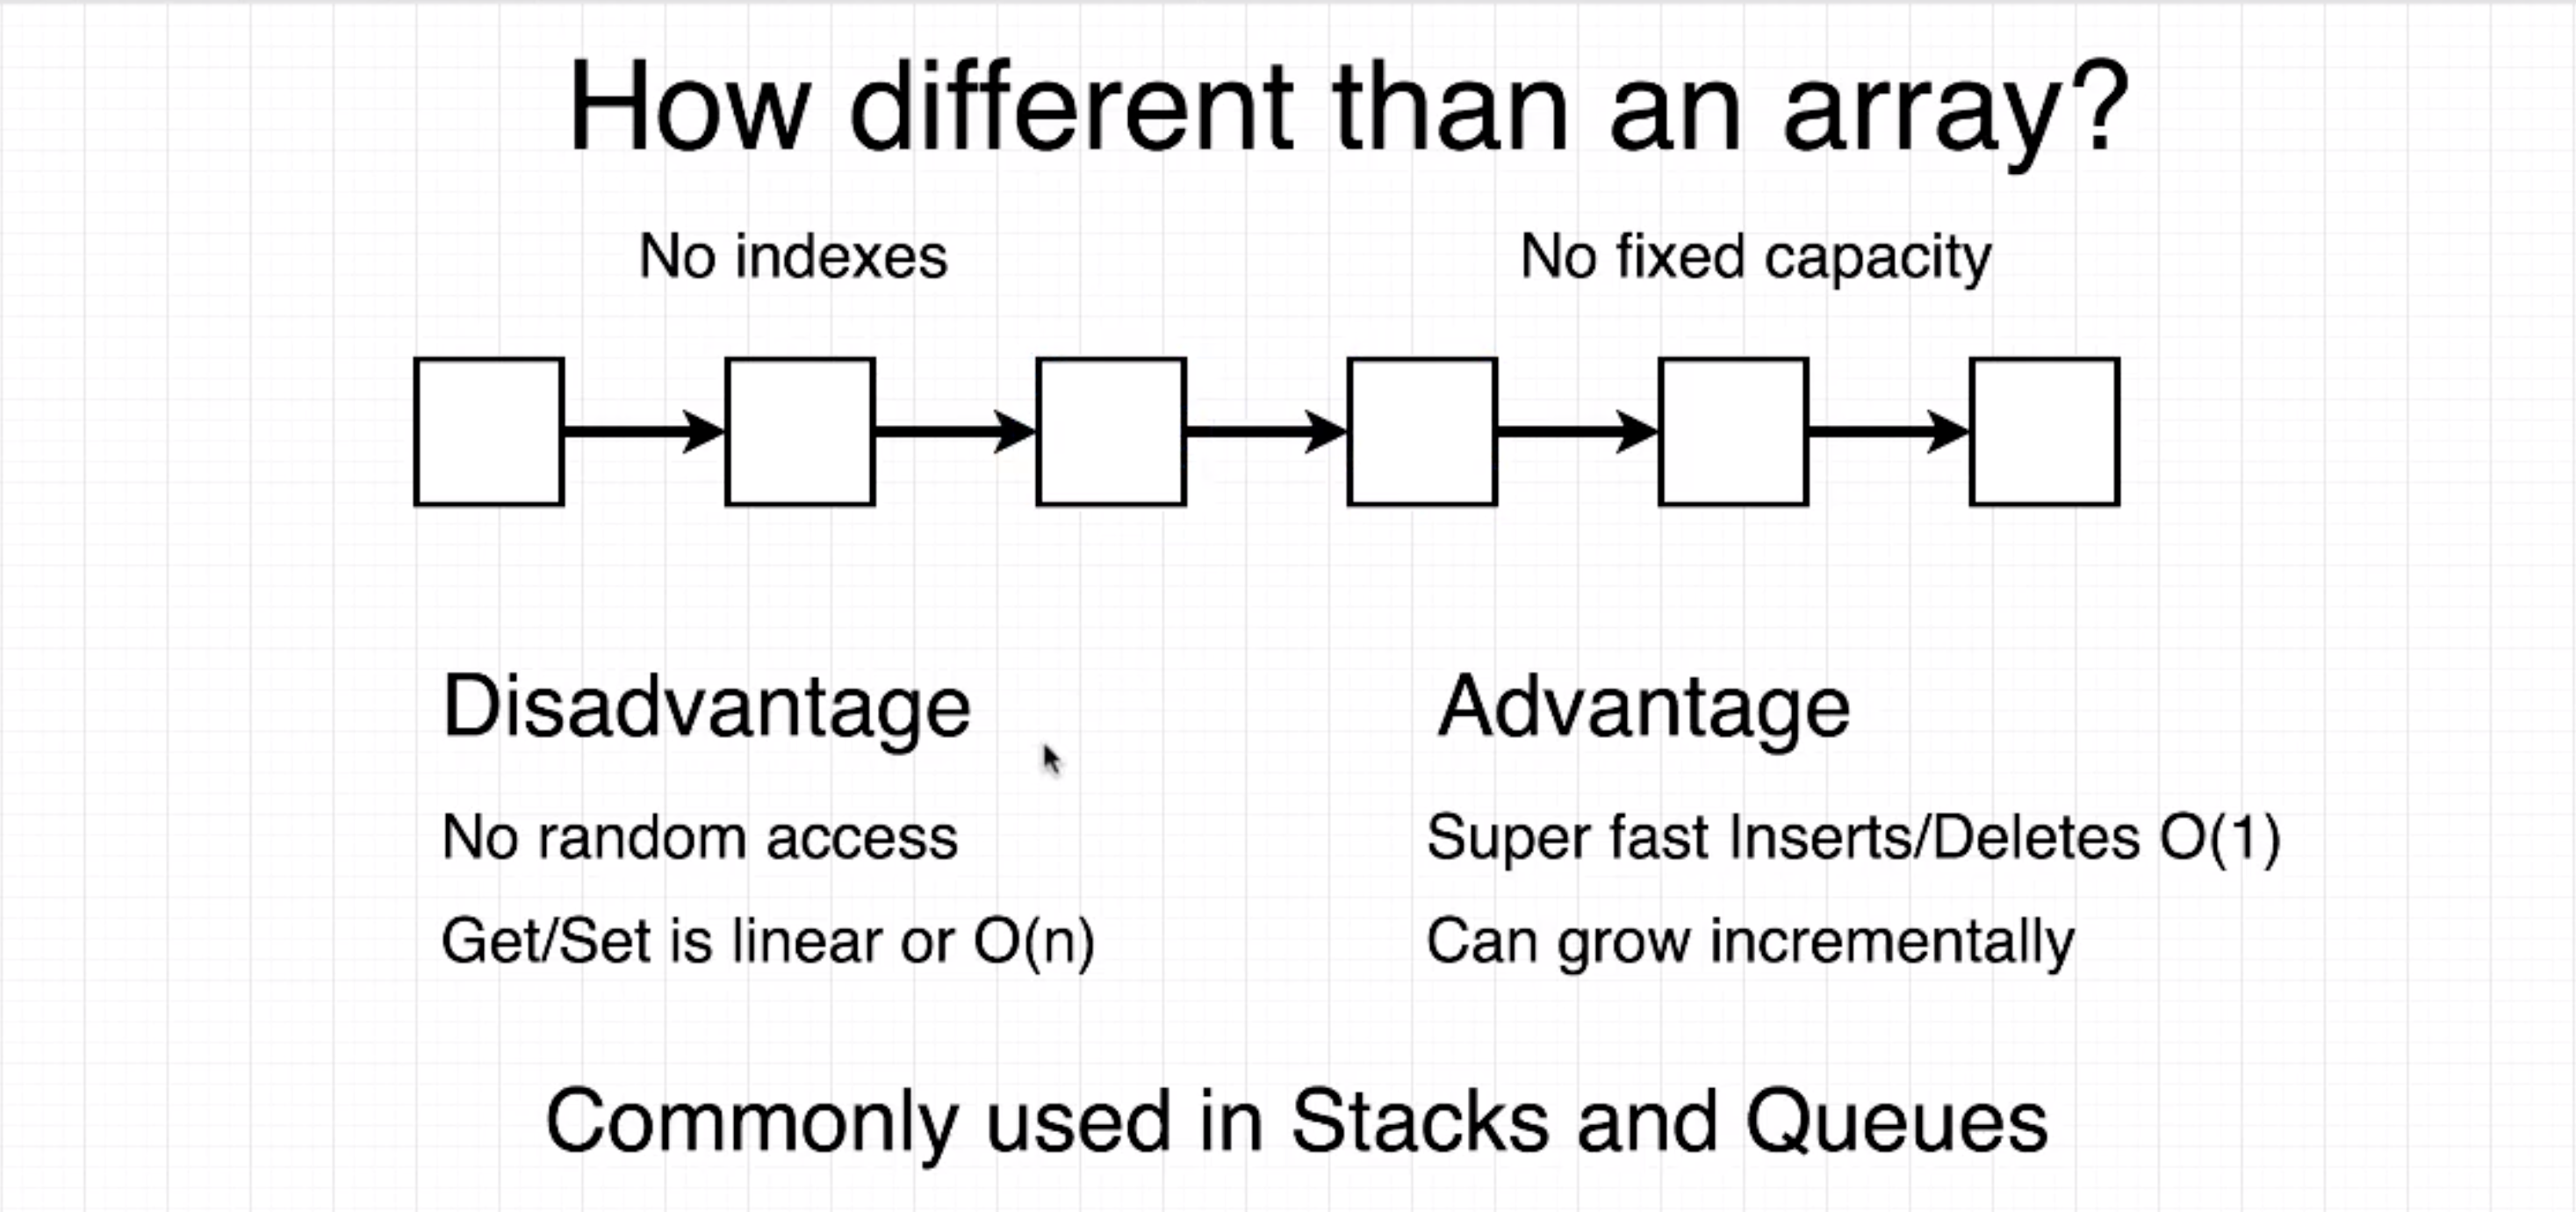 How different than an array?
No indexes
No fixed capacity
Disadvantage
No random access
Get/Set is linear or O(n)
Advantage
Super fast Inserts/Deletes O(1)
Can grow incrementally
Commonly used in Stacks and Queues